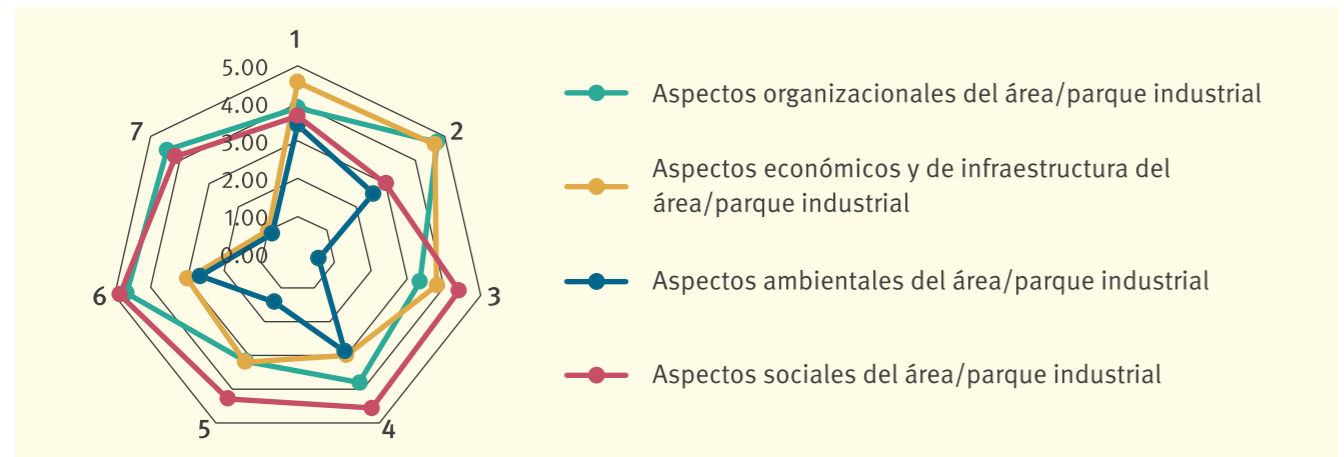 1
5.00
4.00
7
2
3.00
2.00
1.00
0.00
6
3
5
4
Aspectos organizacionales del área/parque industrial
Aspectos económicos y de infraestructura del
área/parque industrial
Aspectos ambientales del área/parque industrial
Aspectos sociales del área/parque industrial